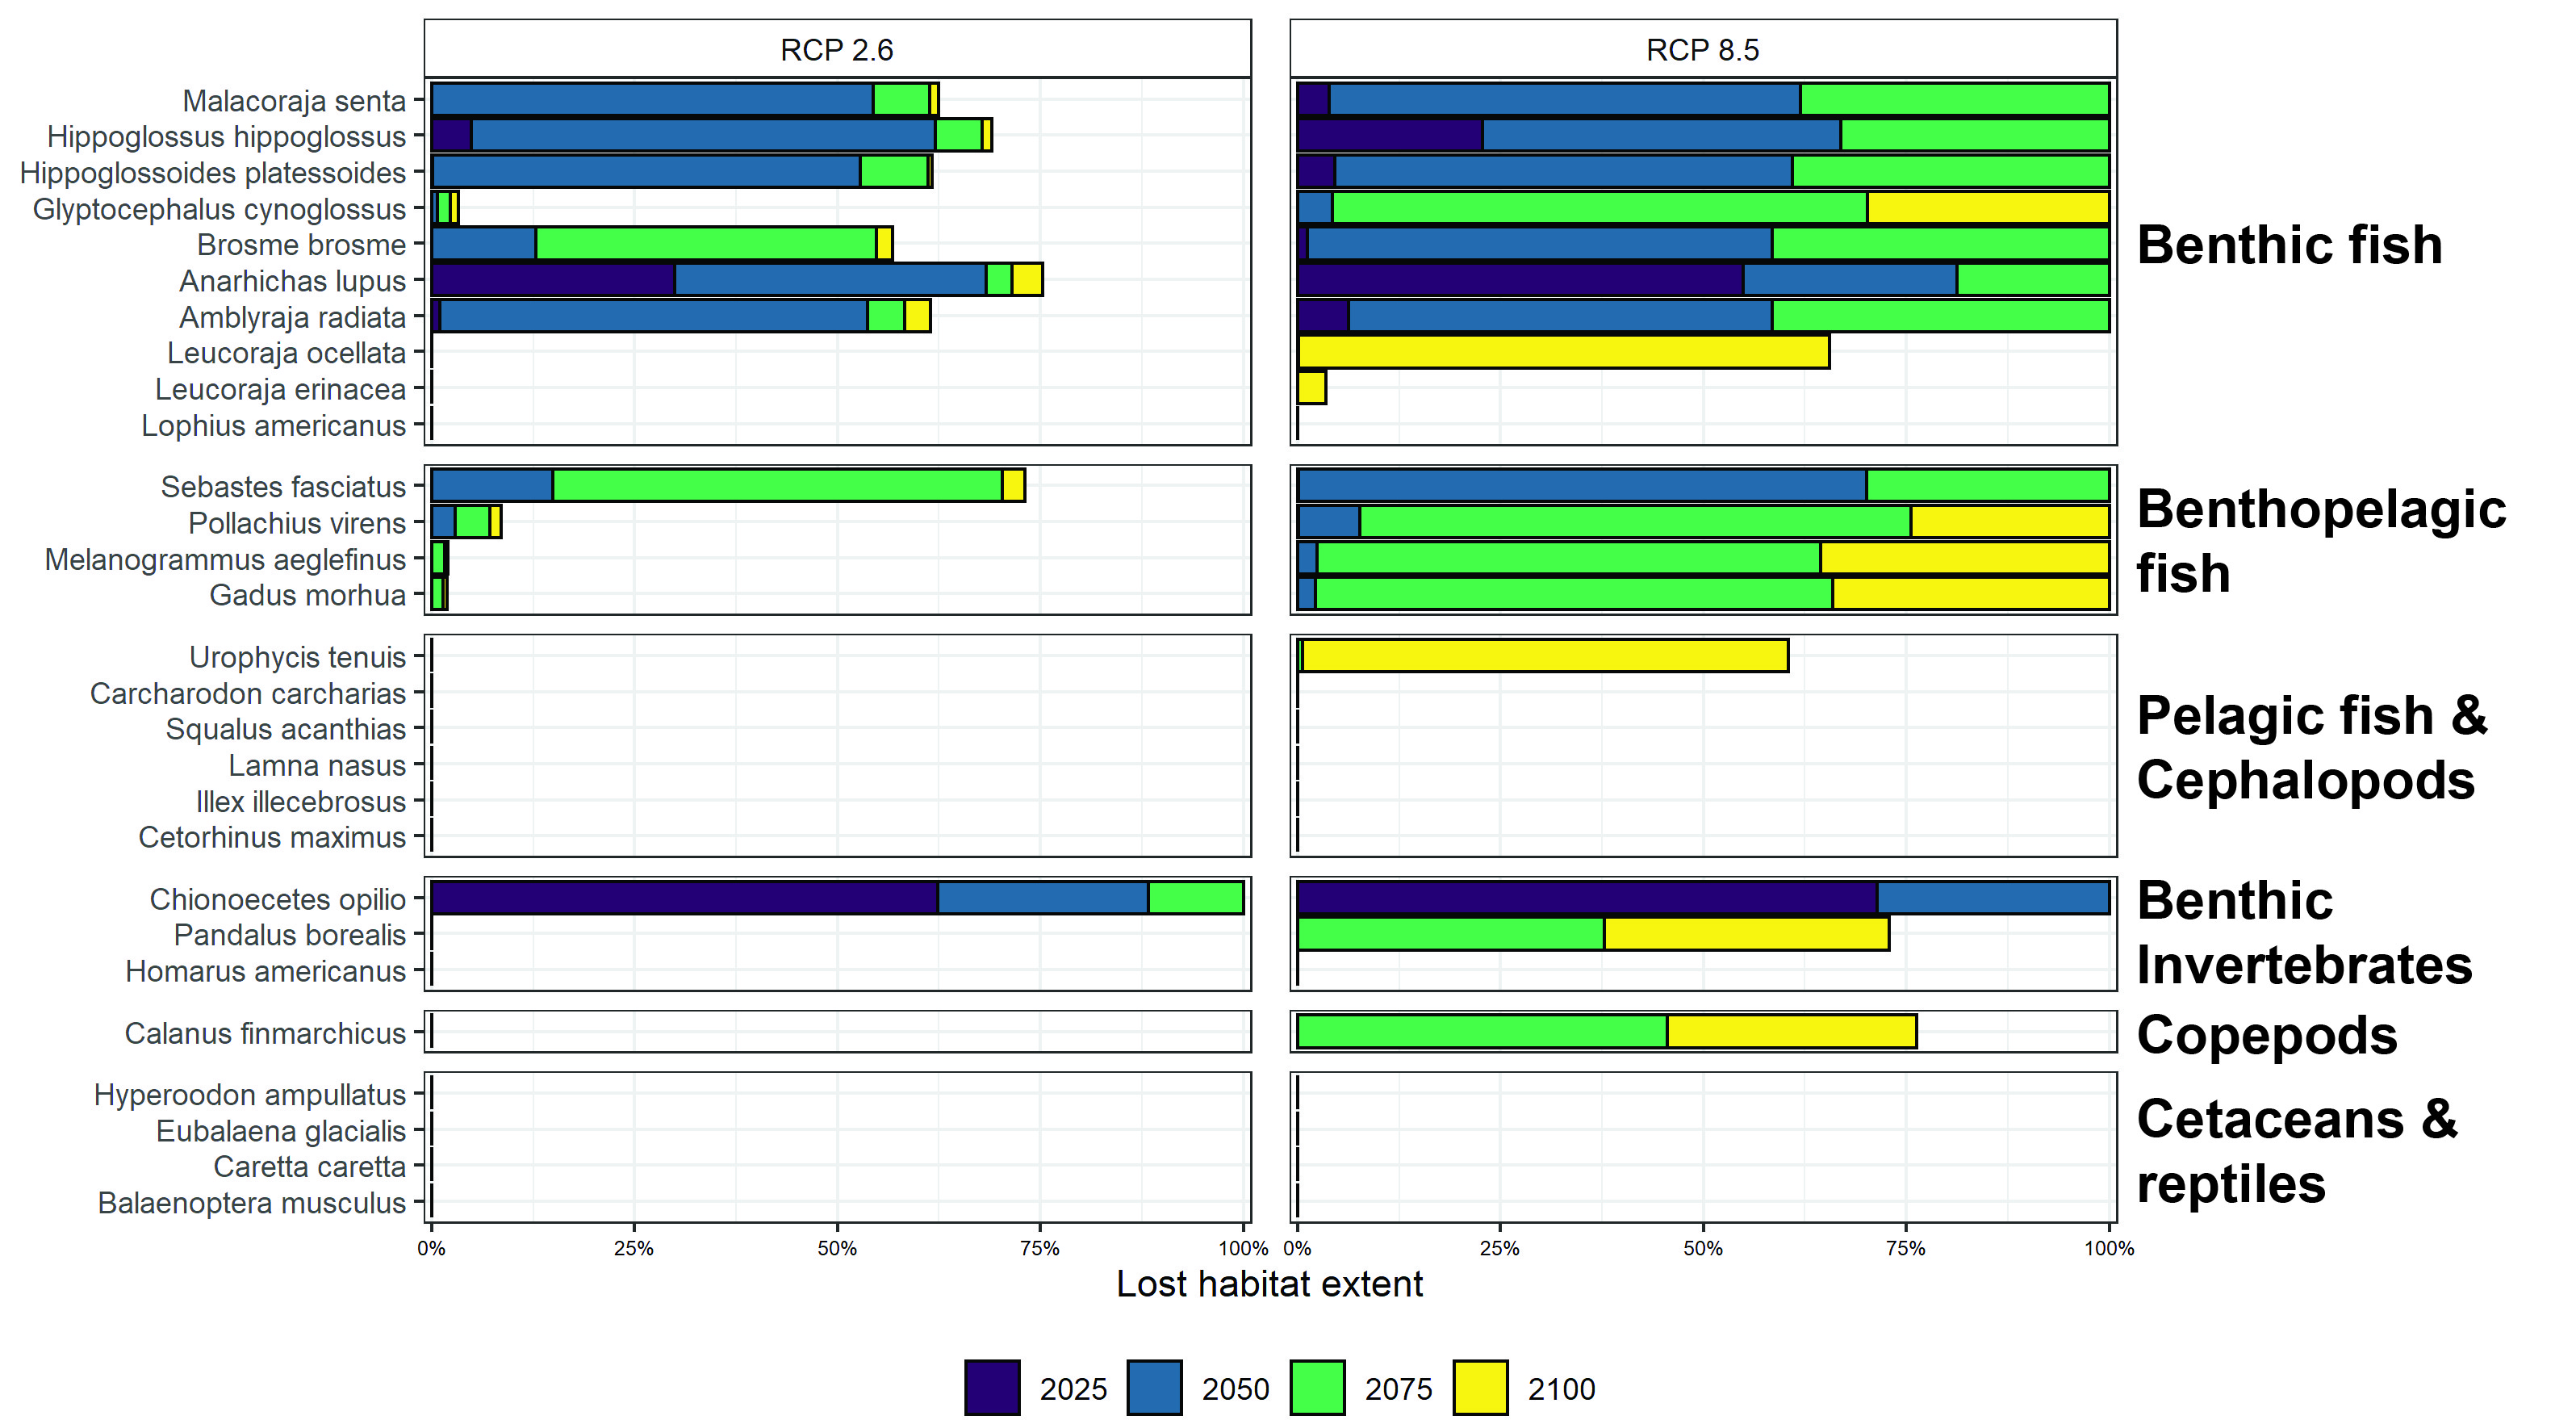 RCP 2.6
RCP 8.5
Malacoraja senta
Hippoglossus hippoglossus
Hippoglossoides platessoides
Glyptocephalus cynoglossus
Brosme brosme
Anarhichas lupus
Amblyraja radiata
Leucoraja ocellata
Leucoraja erinacea
Lophius americanus
Benthic fish
Sebastes fasciatus
Pollachius virens
Melanogrammus aeglefinus
Gadus morhua
Benthopelagic
fish
Urophycis tenuis
Carcharodon carcharias
Squalus acanthias
Lamna nasus
Illex illecebrosus
Cetorhinus maximus
Pelagic fish &
Cephalopods
Chionoecetes opilio
Pandalus borealis
Homarus americanus
Benthic
Invertebrates
Calanus finmarchicus
Copepods
Hyperoodon ampullatus
Eubalaena glacialis
Caretta caretta
Balaenoptera musculus
Cetaceans &
reptiles
0% 25% 50% 75% 100%
0% 25% 50% 75% 100%
Lost habitat extent
2025 2050 2075 2100